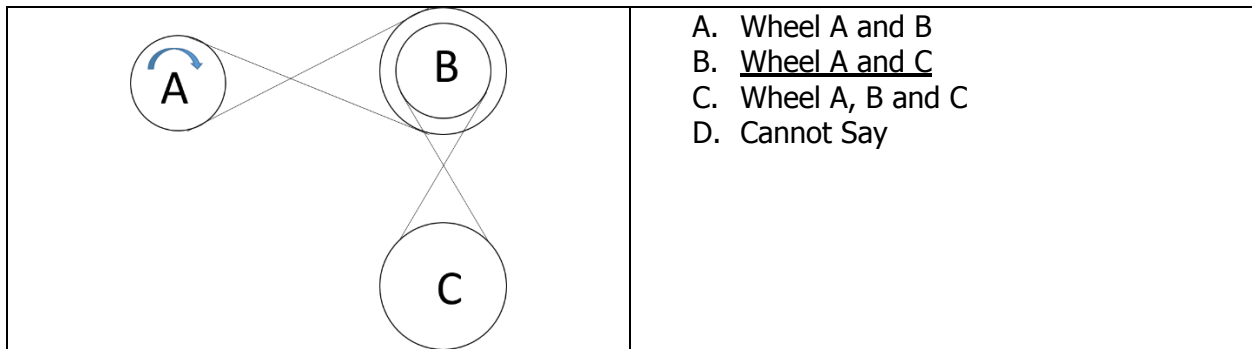 A
B
C
A. Wheel A and B
B. Wheel A and C
C. Wheel A, B and C
D. Cannot Say